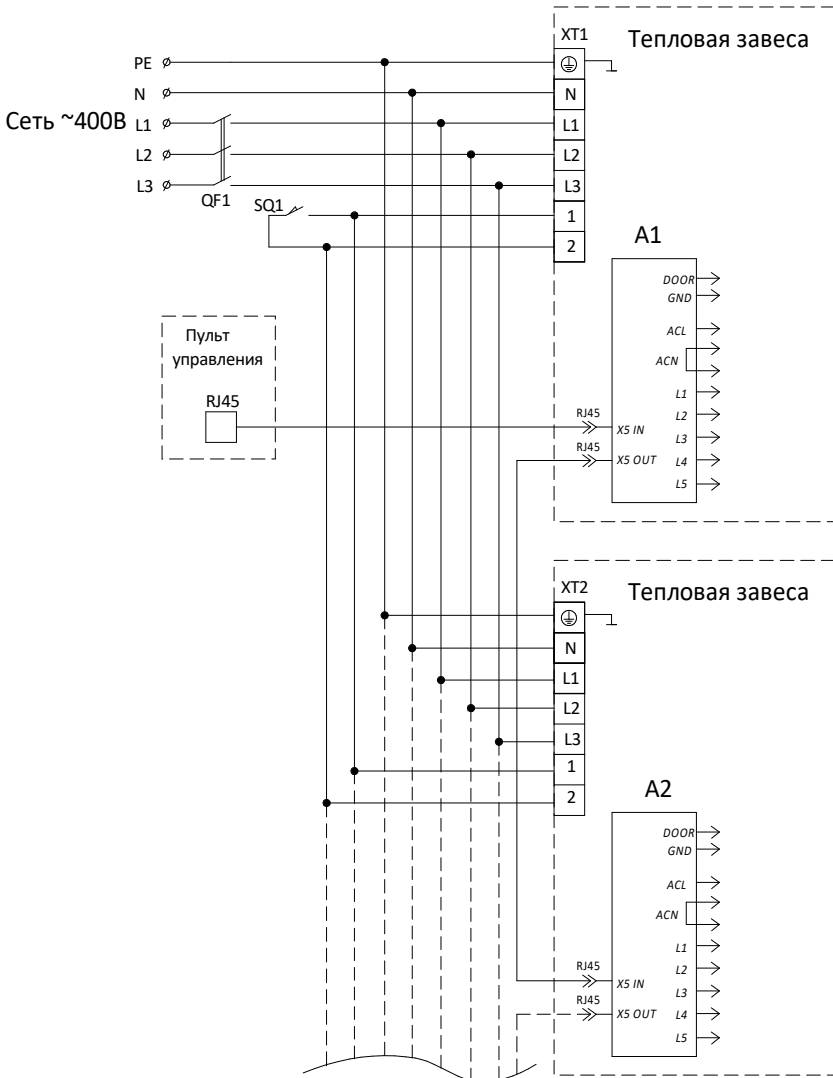 XT1
Тепловая завеса
PE
N
Сеть ~400В
L1
L2
L3
QF1
SQ1
N
L1
L2
L3
1
2
A1
DOOR
GND
ACL
ACN
L1
L2
L3
L4
L5
Пульт
управления
RJ45
RJ45
X5 IN
RJ45
X5 OUT
XT2
Тепловая завеса
N
L1
L2
L3
1
2
A2
DOOR
GND
ACL
ACN
L1
L2
L3
L4
L5
RJ45
X5 IN
RJ45
X5 OUT